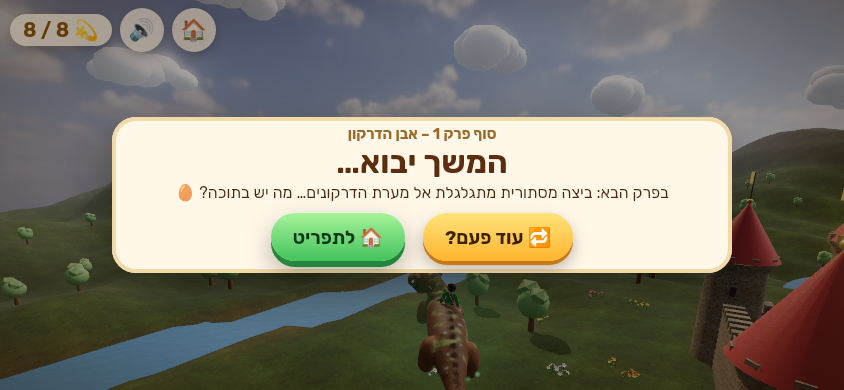 8 / 8
סוף פרק 1 – אבן הדרקון
המשך יבוא...
בפרק הבא: ביצה מסתורית מתגלגלת אל מערת הדרקונים... מה יש בתוכה? 🥚
🔁 עוד פעם?
🏠 לתפריט